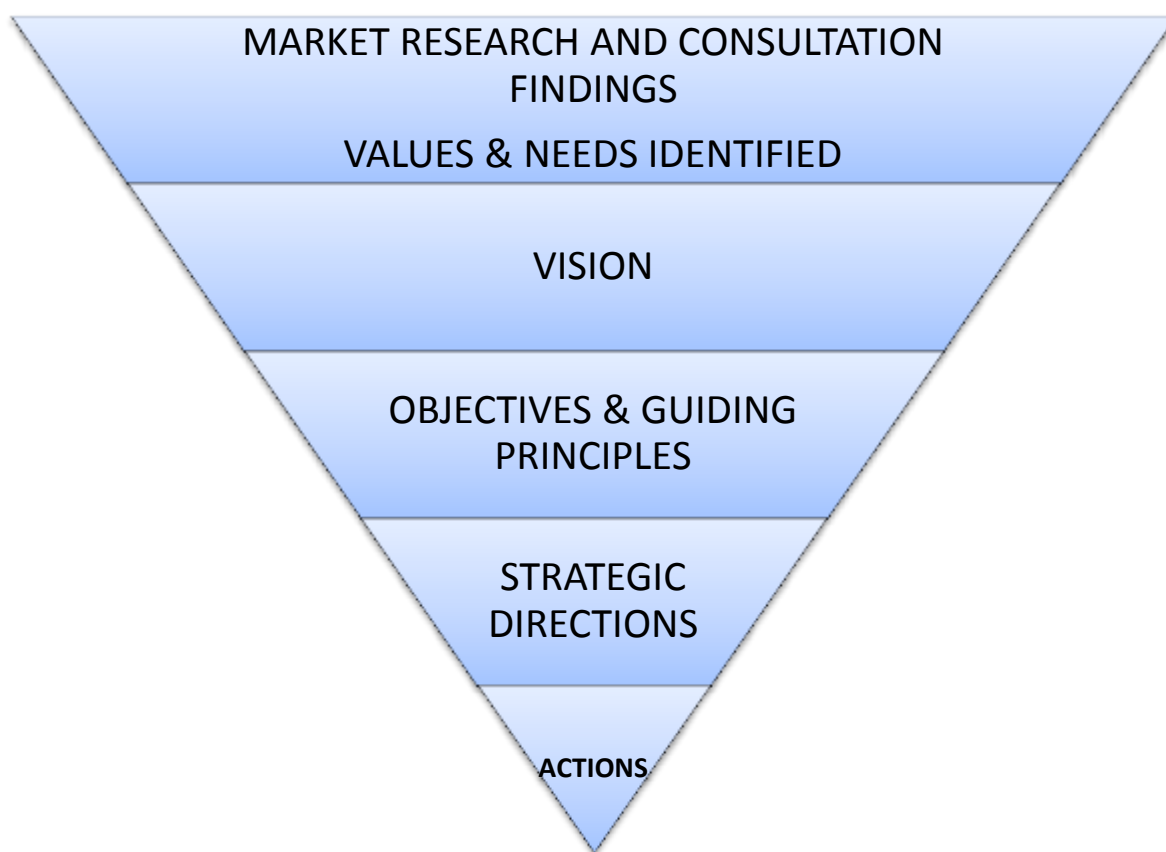 MARKET RESEARCH AND CONSULTATION
FINDINGS
VALUES & NEEDS IDENTIFIED
VISION
OBJECTIVES & GUIDING
PRINCIPLES
STRATEGIC
DIRECTIONS
ACTIONS